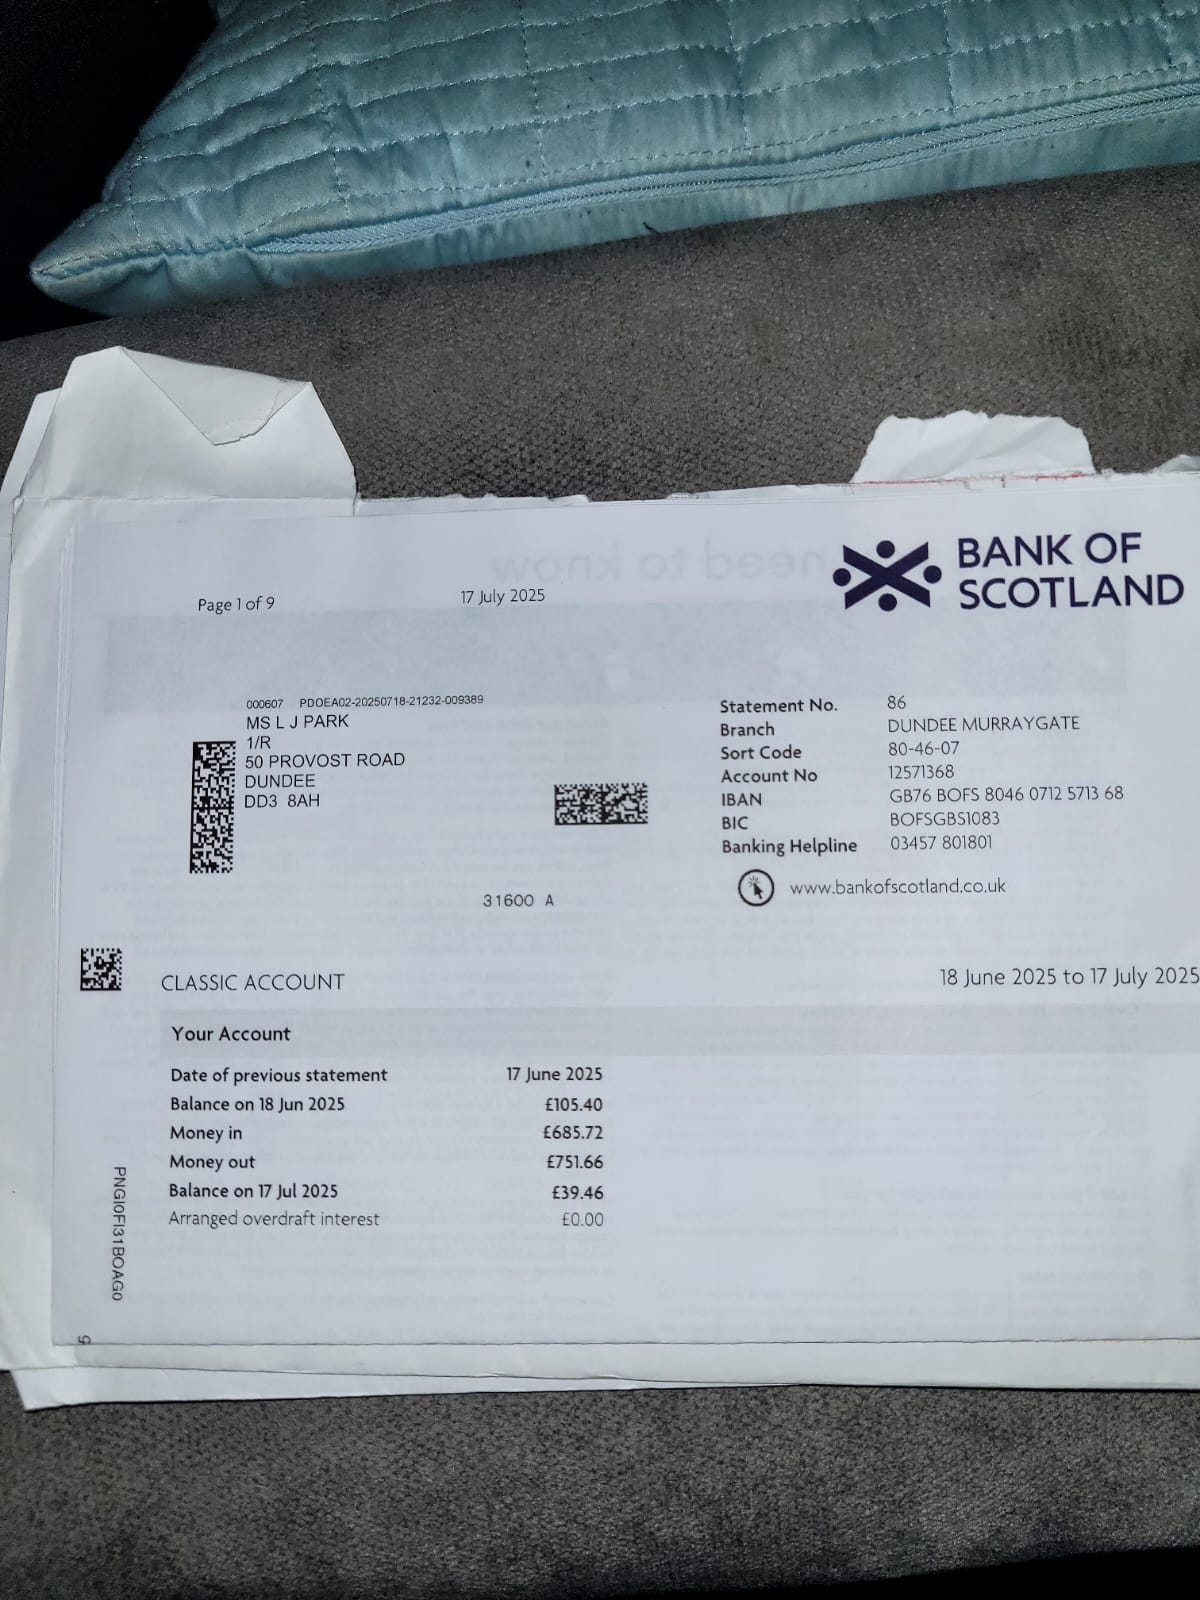 need to know
BANK OF
SCOTLAND
Page 1 of 9
17 July 2025
000607 PDOEA02-20250718-21232-009389
MS L J PARK
1/R
50 PROVOST ROAD
DUNDEE
DD3 8AH
31600 A
Statement No. 86
Branch DUNDEE MURRAYGATE
Sort Code 80-46-07
Account No 12571368
IBAN GB76 BOFS 8046 0712 5713 68
BIC BOFSGBS1083
Banking Helpline 03457 801801
www.bankofscotland.co.uk
CLASSIC ACCOUNT
18 June 2025 to 17 July 2025
Your Account
Date of previous statement 17 June 2025
Balance on 18 Jun 2025 £105.40
Money in £685.72
Money out £751.66
Balance on 17 Jul 2025 £39.46
Arranged overdraft interest £0.00
PNGI0FI31BOAG0